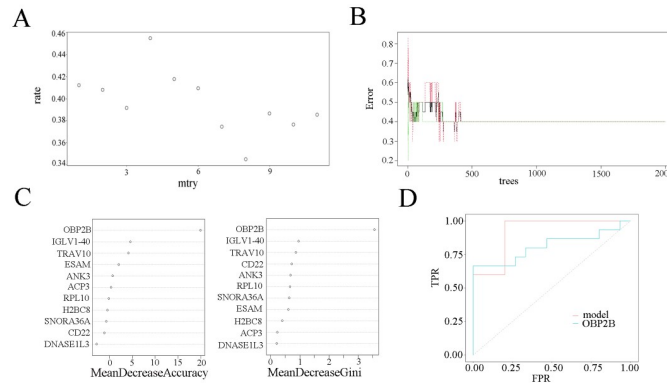 A
0.46
0.44
0.42
0.40
0.38
0.36
0.34
rate
3
6
9
mtry
B
0.8
0.7
0.6
0.5
0.4
0.3
0.2
Error
0
500
1000
1500
2000
trees
C
OBP2B
IGLV1-40
TRAV10
ESAM
ANK3
ACP3
RPL10
H2BC8
SNORA36A
CD22
DNASE1L3
0
5
10
15
20
MeanDecreaseAccuracy
OBP2B
IGLV1-40
TRAV10
CD22
ANK3
RPL10
SNORA36A
ESAM
H2BC8
ACP3
DNASE1L3
0.0
1.0
2.0
3.5
MeanDecreaseGini
D
1.00
0.75
0.50
0.25
0.00
TPR
model
OBP2B
0.00
0.25
0.50
0.75
1.00
FPR